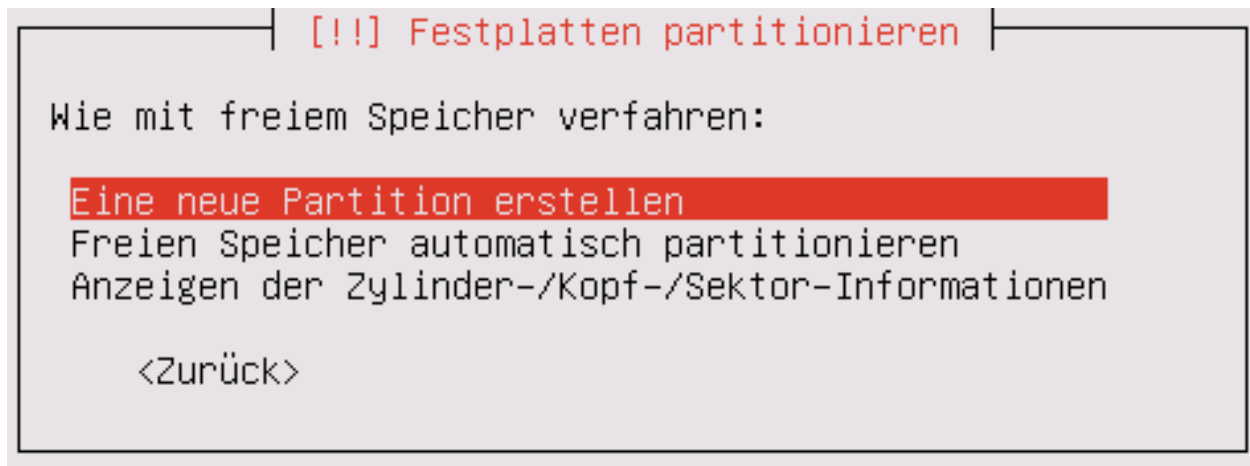 [!!] Festplatten partitionieren
Wie mit freiem Speicher verfahren:
Eine neue Partition erstellen
Freien Speicher automatisch partitionieren
Anzeigen der Zylinder-/Kopf-/Sektor-Informationen
<Zurück>